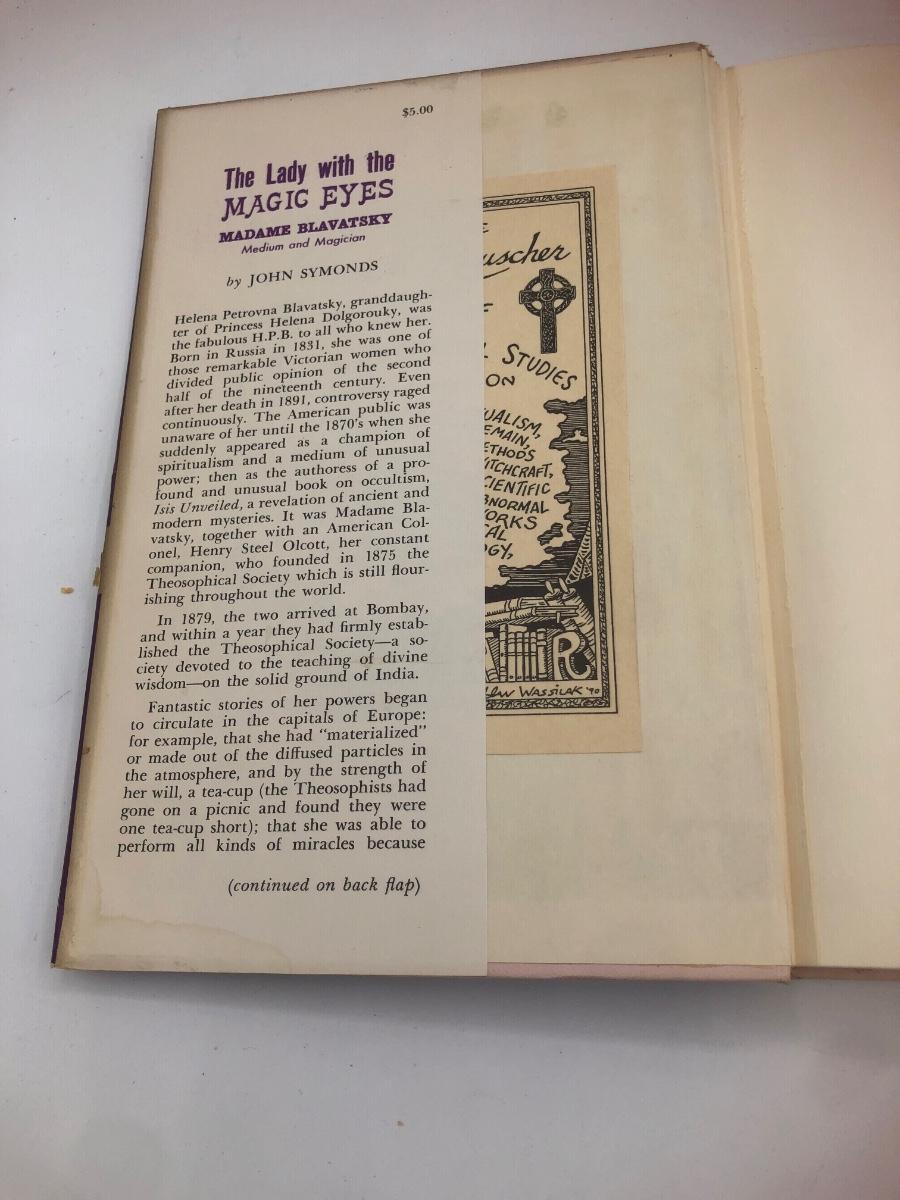 $5.00
The Lady with the
MAGIC EYES
MADAME BLAVATSKY
Medium and Magician
by JOHN SYMONDS
Helena Petrovna Blavatsky, granddaugh-
ter of Princess Helena Dolgorouky, was
the fabulous H.P.B. to all who knew her.
Born in Russia in 1831, she was one of
those remarkable Victorian women who
divided public opinion of the second
half of the nineteenth century. Even
after her death in 1891, controversy raged
continuously. The American public was
unaware of her until the 1870's when she
suddenly appeared as a champion of
spiritualism and a medium of unusual
power; then as the authoress of a pro-
found and unusual book on occultism,
Isis Unveiled, a revelation of ancient and
modern mysteries. It was Madame Bla-
vatsky, together with an American Col-
onel, Henry Steel Olcott, her constant
companion, who founded in 1875 the
Theosophical Society which is still flour-
ishing throughout the world.
In 1879, the two arrived at Bombay,
and within a year they had firmly estab-
lished the Theosophical Society—a so-
ciety devoted to the teaching of divine
wisdom—on the solid ground of India.
Fantastic stories of her powers began
to circulate in the capitals of Europe:
for example, that she had "materialized"
or made out of the diffused particles in
the atmosphere, and by the strength of
her will, a tea-cup (the Theosophists had
gone on a picnic and found they were
one tea-cup short); that she was able to
perform all kinds of miracles because
(continued on back flap)
E
uscher
E
L STUDIES
ON
UALISM,
EMAIN,
ETHODS
ITCHCRAFT,
CIENTIFIC
BNORMAL
ORKS
CAL
OGY,
WASSILAK '90